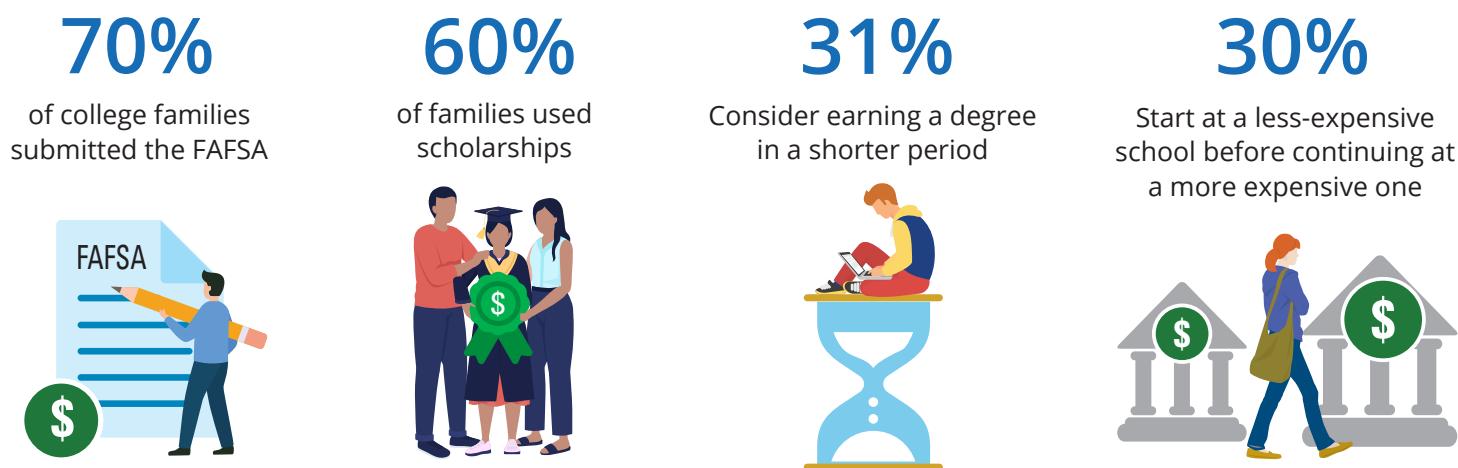 70%
of college families
submitted the FAFSA
FAFSA
$
60%
of families used
scholarships
$
31%
Consider earning a degree
in a shorter period
30%
Start at a less-expensive
school before continuing at
a more expensive one
$
$